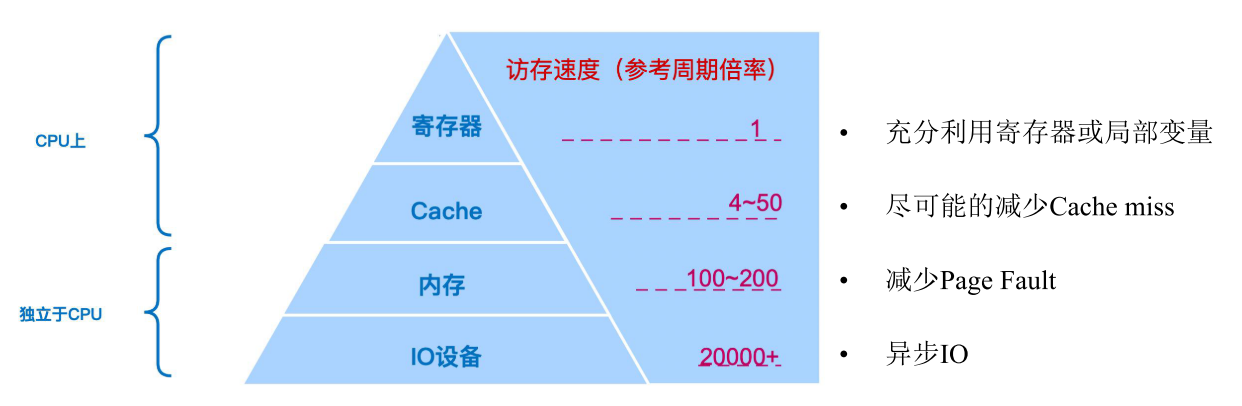 访存速度（参考周期倍率）
CPU上
寄存器
1
• 充分利用寄存器或局部变量
Cache
4~50
• 尽可能的减少Cache miss
独立于CPU
内存
100~200
• 减少Page Fault
IO设备
20000+
• 异步IO